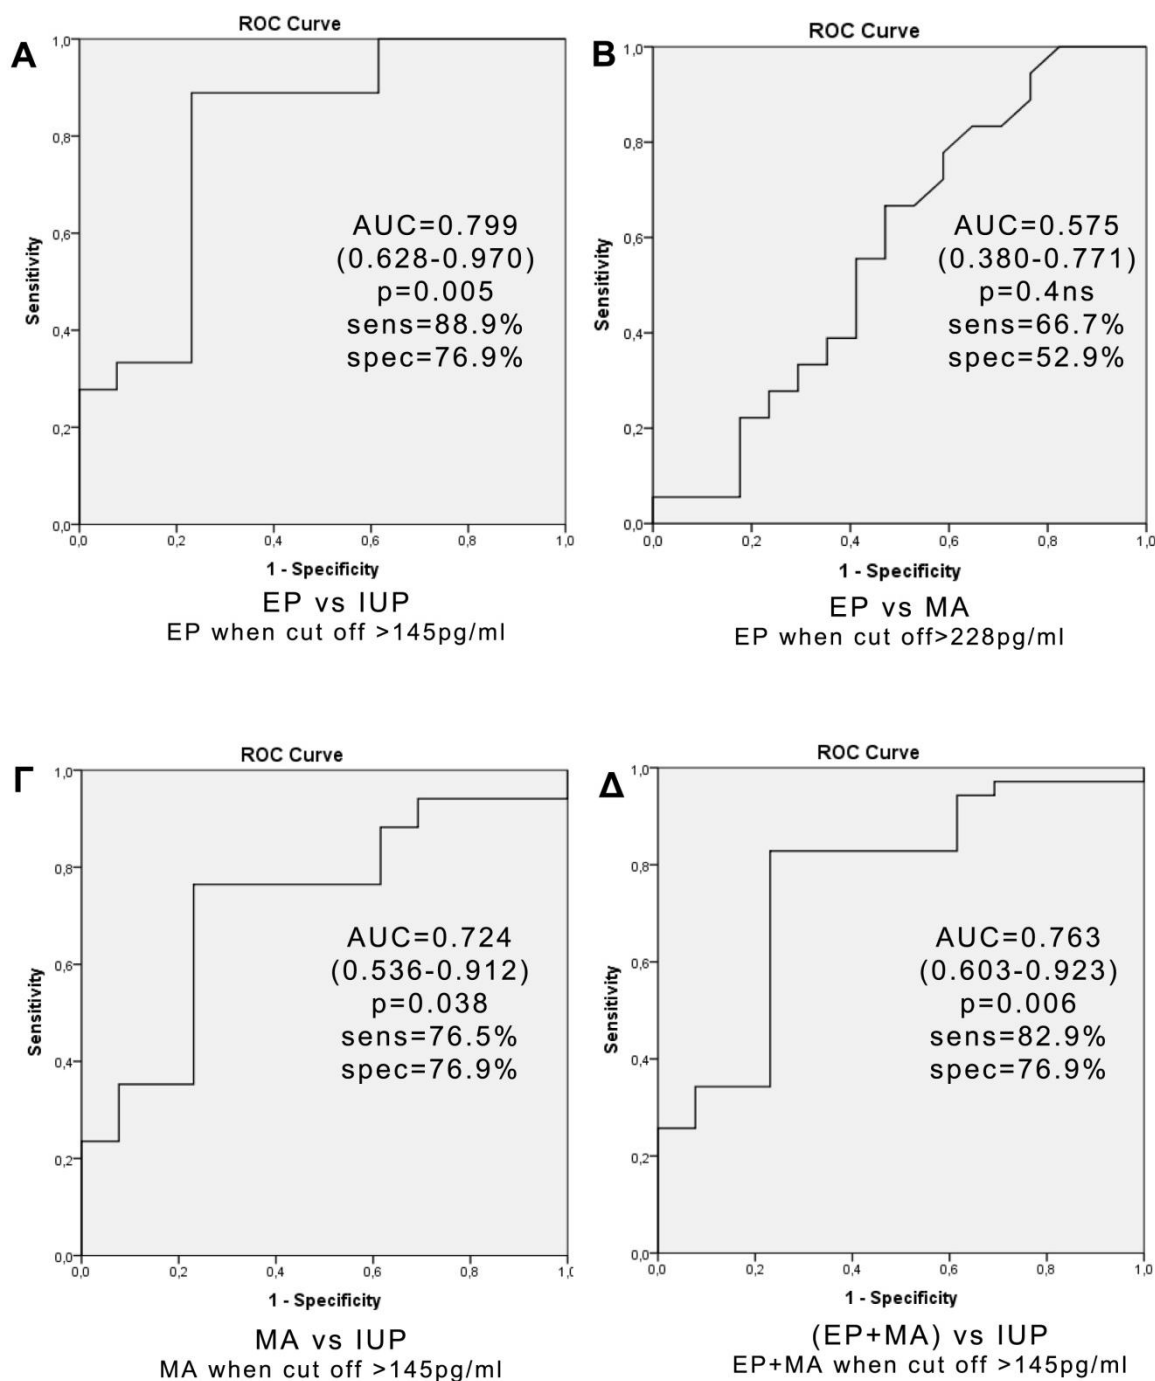 A
ROC Curve
Sensitivity
1,0
0,8
0,6
0,4
0,2
0,0
0,0 0,2 0,4 0,6 0,8 1,0
1 - Specificity
AUC=0.799
(0.628-0.970)
p=0.005
sens=88.9%
spec=76.9%
EP vs IUP
EP when cut off >145pg/ml
B
ROC Curve
Sensitivity
1,0
0,8
0,6
0,4
0,2
0,0
0,0 0,2 0,4 0,6 0,8 1,0
1 - Specificity
AUC=0.575
(0.380-0.771)
p=0.4ns
sens=66.7%
spec=52.9%
EP vs MA
EP when cut off>228pg/ml
Γ
ROC Curve
Sensitivity
1,0
0,8
0,6
0,4
0,2
0,0
0,0 0,2 0,4 0,6 0,8 1,0
1 - Specificity
AUC=0.724
(0.536-0.912)
p=0.038
sens=76.5%
spec=76.9%
MA vs IUP
MA when cut off >145pg/ml
Δ
ROC Curve
Sensitivity
1,0
0,8
0,6
0,4
0,2
0,0
0,0 0,2 0,4 0,6 0,8 1,0
1 - Specificity
AUC=0.763
(0.603-0.923)
p=0.006
sens=82.9%
spec=76.9%
(EP+MA) vs IUP
EP+MA when cut off >145pg/ml